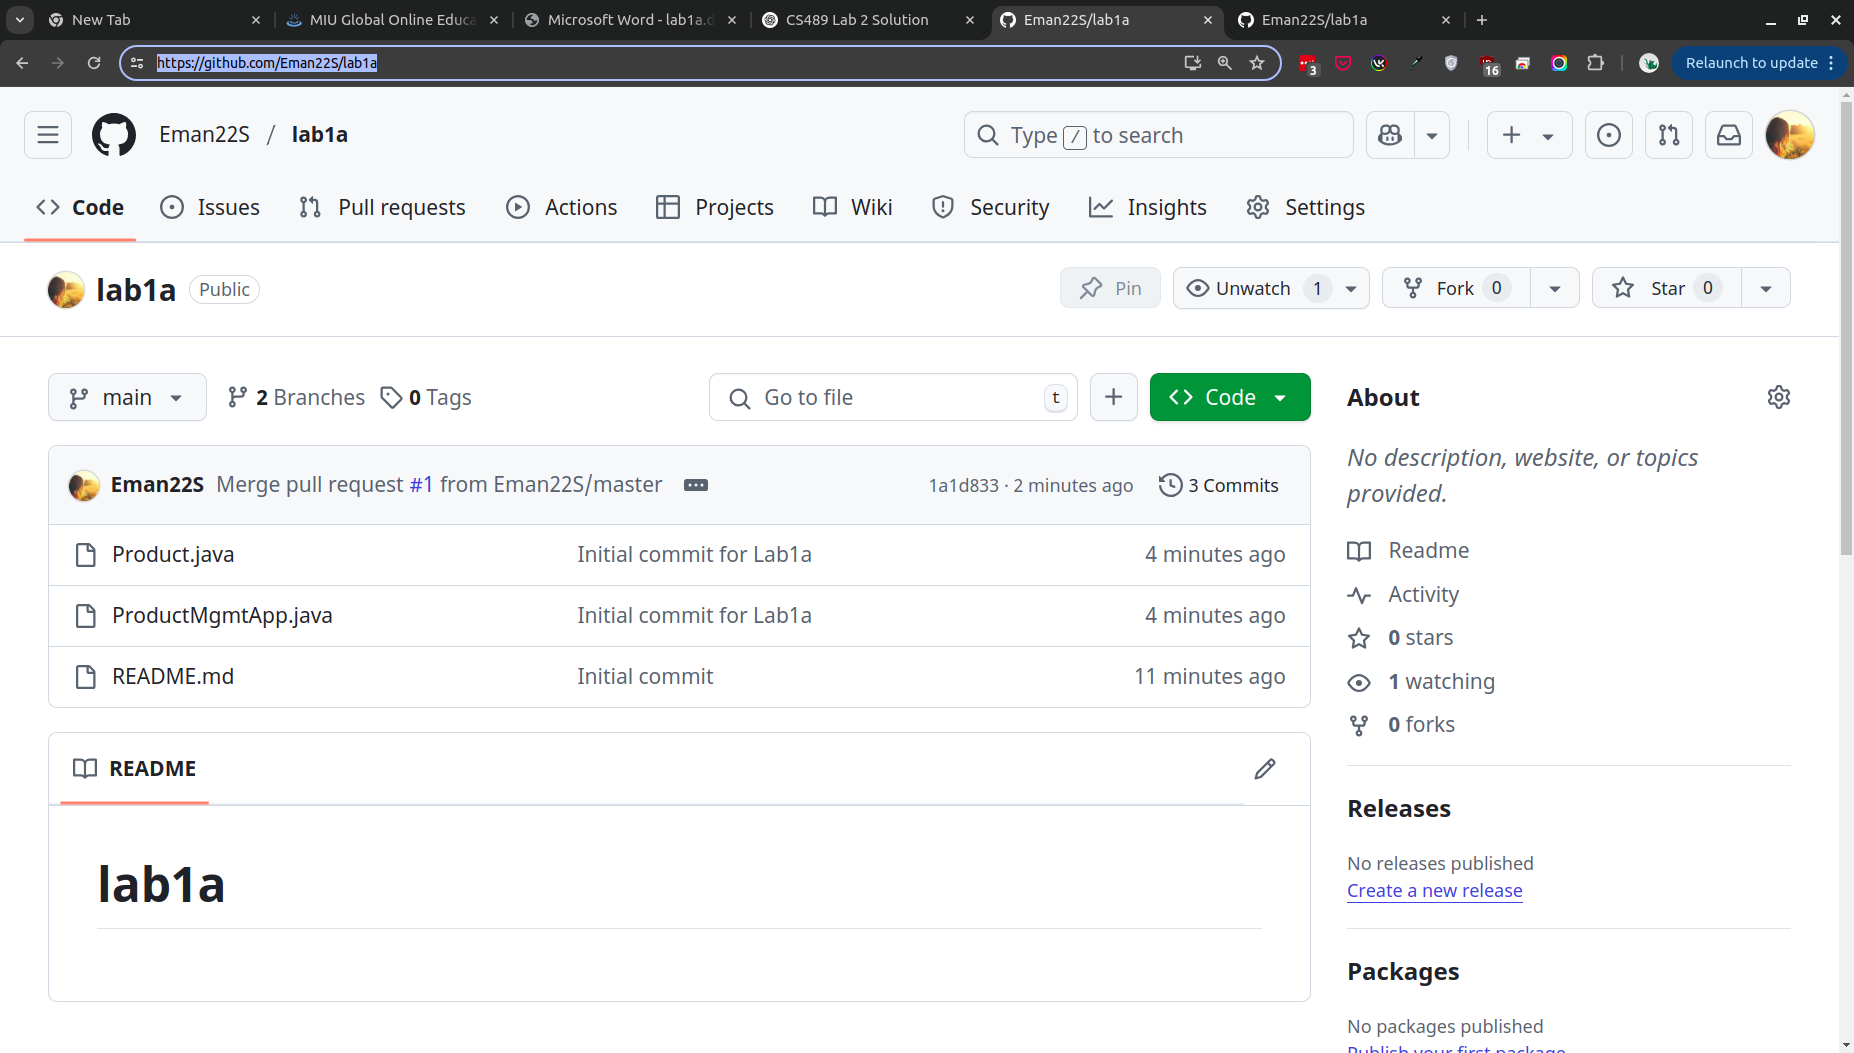 New Tab
MIU Global Online Educa
Microsoft Word - lab1a.d
CS489 Lab 2 Solution
Eman22S/lab1a
Eman22S/lab1a
https://github.com/Eman22S/lab1a
3
16
Relaunch to update
Eman22S / lab1a
Type / to search
Code
Issues
Pull requests
Actions
Projects
Wiki
Security
Insights
Settings
lab1a Public
Pin
Unwatch 1
Fork 0
Star 0
main
2 Branches
0 Tags
Go to file t
Code
Eman22S Merge pull request #1 from Eman22S/master
1a1d833 · 2 minutes ago
3 Commits
Product.java Initial commit for Lab1a 4 minutes ago
ProductMgmtApp.java Initial commit for Lab1a 4 minutes ago
README.md Initial commit 11 minutes ago
README
lab1a
About
No description, website, or topics
provided.
Readme
Activity
0 stars
1 watching
0 forks
Releases
No releases published
Create a new release
Packages
No packages published
Publish your first package